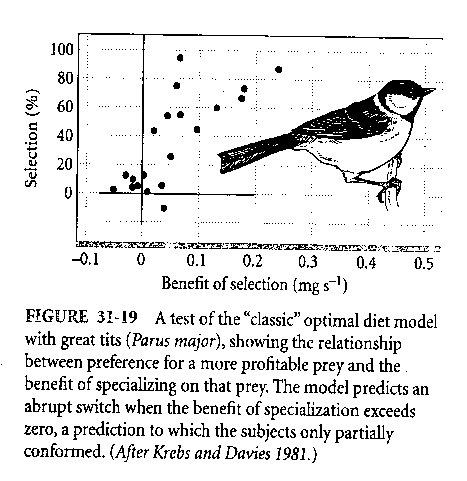 100
80
60
40
20
0
Selection (%)
-0.1 0 0.1 0.2 0.3 0.4 0.5
Benefit of selection (mg s⁻¹)
FIGURE 31-19 A test of the "classic" optimal diet model
with great tits (Parus major), showing the relationship
between preference for a more profitable prey and the
benefit of specializing on that prey. The model predicts an
abrupt switch when the benefit of specialization exceeds
zero, a prediction to which the subjects only partially
conformed. (After Krebs and Davies 1981.)